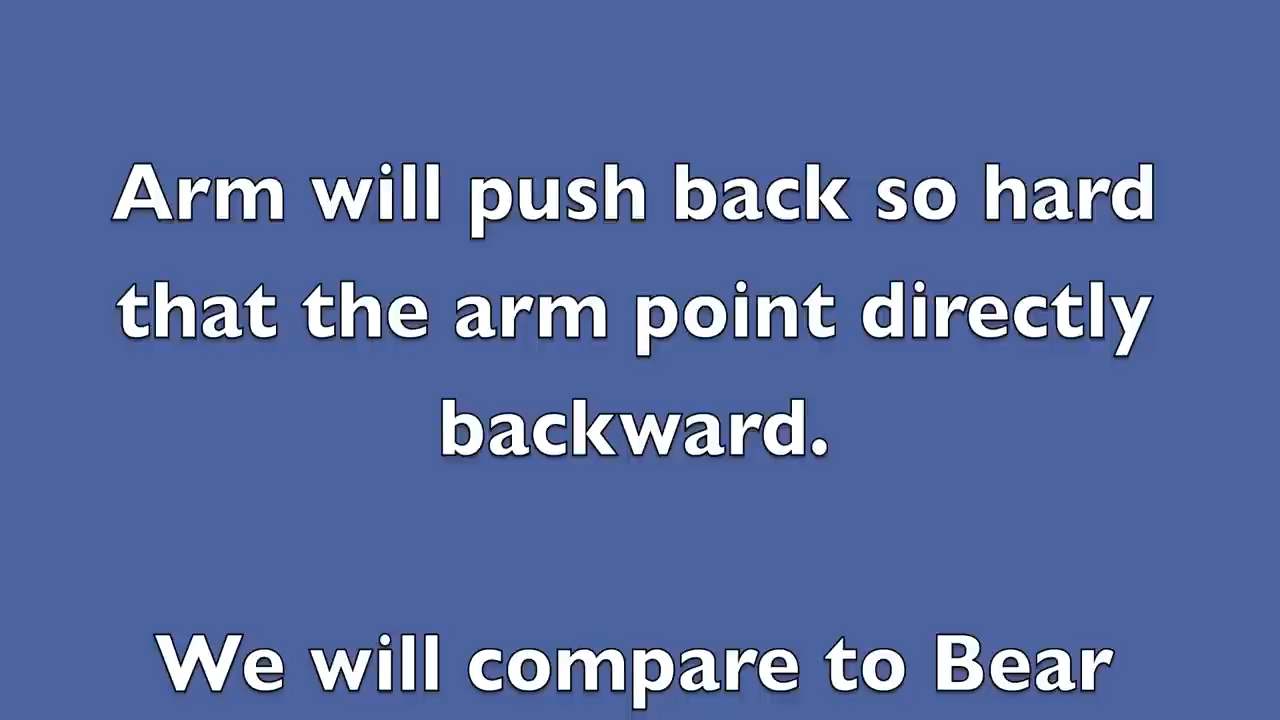 Arm will push back so hard
that the arm point directly
backward.
We will compare to Bear